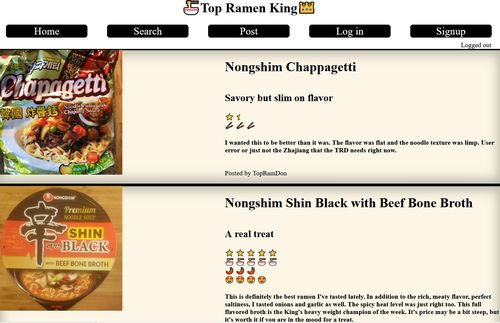 Top Ramen King
Home
Search
Post
Log in
Signup
Logged out
Chapagetti
韓國 炸醬麵
Nongshim Chappagetti
Savory but slim on flavor
I wanted this to be better than it was. The flavor was flat and the noodle texture was limp. User
error or just not the Zhajiang that the TRD needs right now.
Posted by TopRamDon
NONGSHIM
Premium
NOODLE SOUP
辛
SHIN
BLACK
with BEEF BONE BROTH
Nongshim Shin Black with Beef Bone Broth
A real treat
This is definitely the best ramen I've tasted lately. In addition to the rich, meaty flavor, perfect
saltiness, I tasted onions and garlic as well. The spicy heat level was just right too. This full
flavored broth is the King's heavy weight champion of the week. It's price may be a bit steep, but
it's worth it if you are in the mood for a treat.